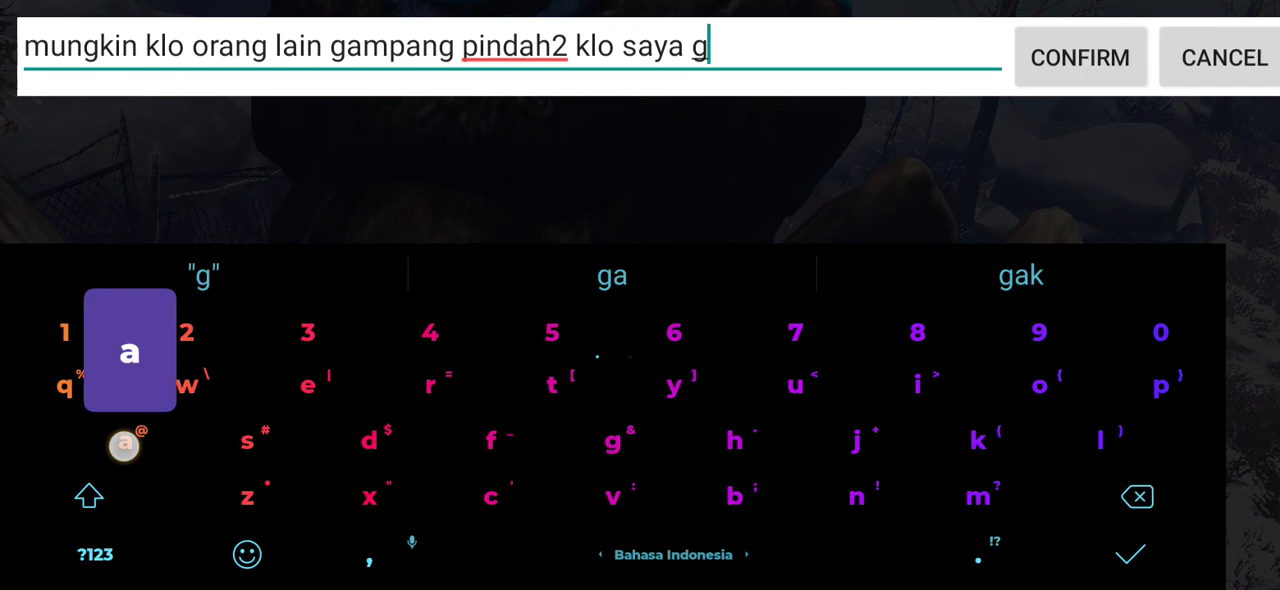 mungkin klo orang lain gampang pindah2 klo saya g
CONFIRM
CANCEL
"g" ga gak
1 2 3 4 5 6 7 8 9 0
a
q % w \ e | r = t [ y ] u < i > o { p }
a @ s # d $ f _ g & h - j + k ( l )
z * x " c ' v : b ; n ! m ?
?123 , Bahasa Indonesia . !?